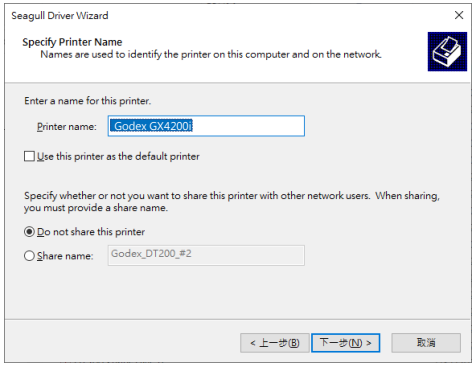 Seagull Driver Wizard
Specify Printer Name
Names are used to identify the printer on this computer and on the network.
Enter a name for this printer.
Printer name: Godex GX4200i
Use this printer as the default printer
Specify whether or not you want to share this printer with other network users. When sharing,
you must provide a share name.
Do not share this printer
Share name: Godex_DT200_#2
< 上一步(B) 下一步(N) > 取消